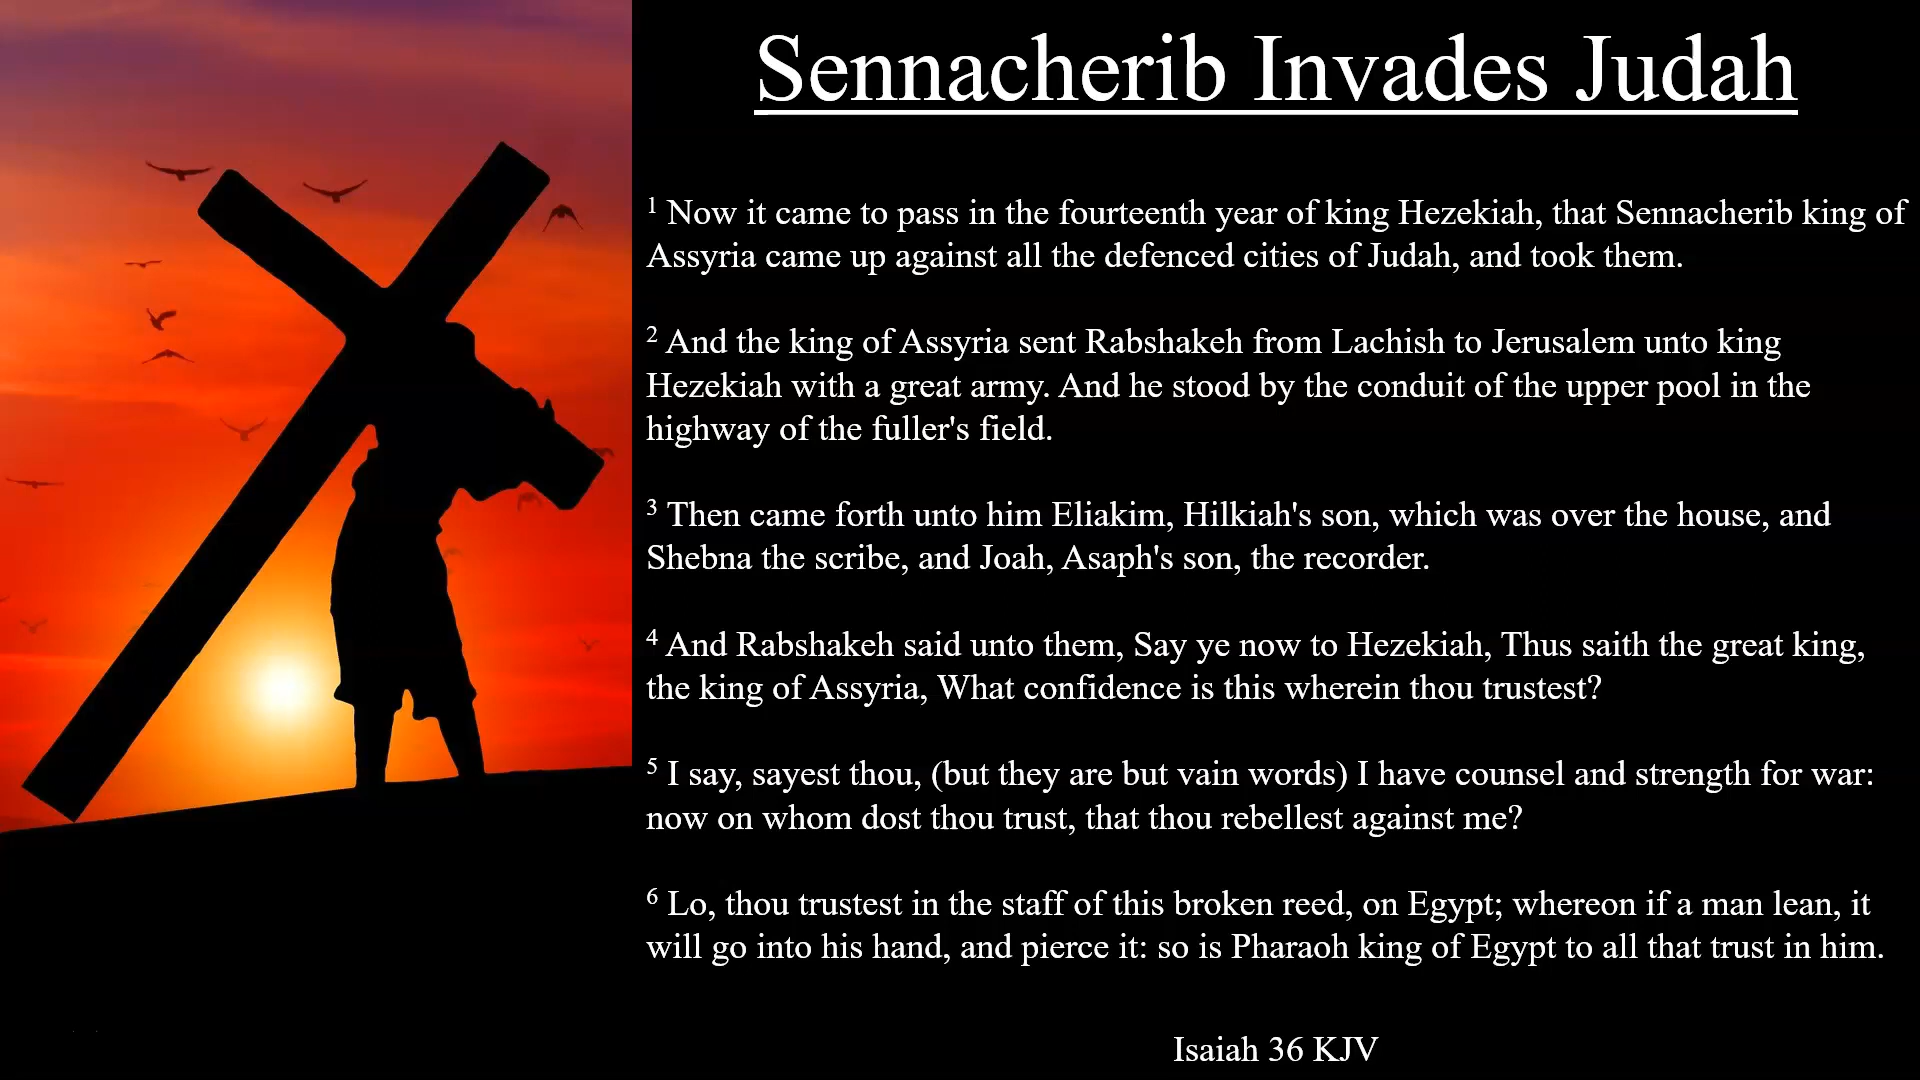 Sennacherib Invades Judah
1 Now it came to pass in the fourteenth year of king Hezekiah, that Sennacherib king of
Assyria came up against all the defenced cities of Judah, and took them.
2 And the king of Assyria sent Rabshakeh from Lachish to Jerusalem unto king
Hezekiah with a great army. And he stood by the conduit of the upper pool in the
highway of the fuller's field.
3 Then came forth unto him Eliakim, Hilkiah's son, which was over the house, and
Shebna the scribe, and Joah, Asaph's son, the recorder.
4 And Rabshakeh said unto them, Say ye now to Hezekiah, Thus saith the great king,
the king of Assyria, What confidence is this wherein thou trustest?
5 I say, sayest thou, (but they are but vain words) I have counsel and strength for war:
now on whom dost thou trust, that thou rebellest against me?
6 Lo, thou trustest in the staff of this broken reed, on Egypt; whereon if a man lean, it
will go into his hand, and pierce it: so is Pharaoh king of Egypt to all that trust in him.
Isaiah 36 KJV